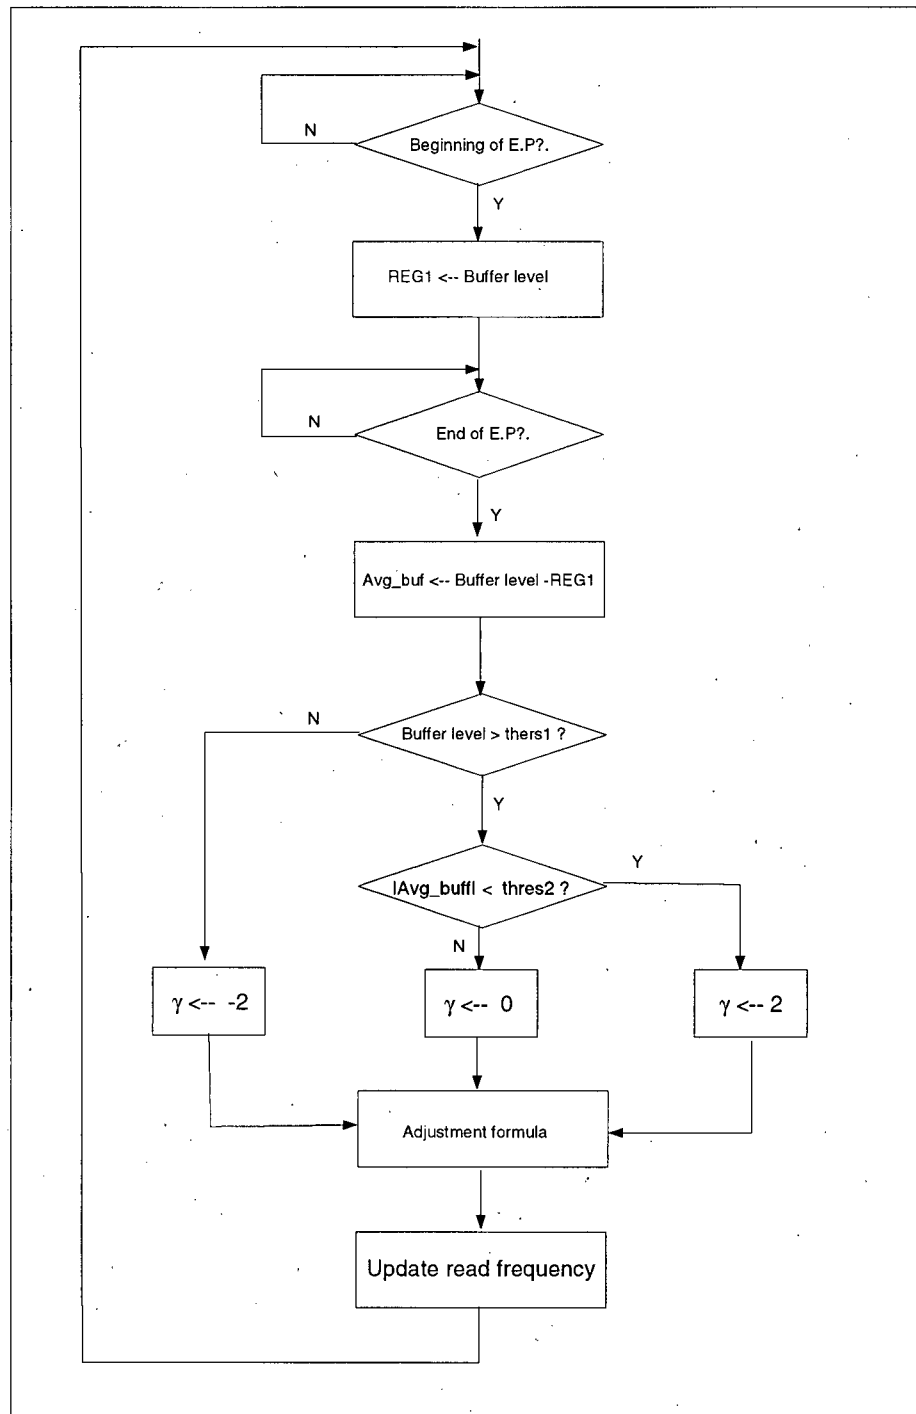 N
Beginning of E.P?.
Y
REG1 <-- Buffer level
N
End of E.P?.
Y
Avg_buf <-- Buffer level -REG1
N
Buffer level > thers1 ?
Y
|Avg_buff| < thres2 ?
Y
N
γ <-- -2
γ <-- 0
γ <-- 2
Adjustment formula
Update read frequency